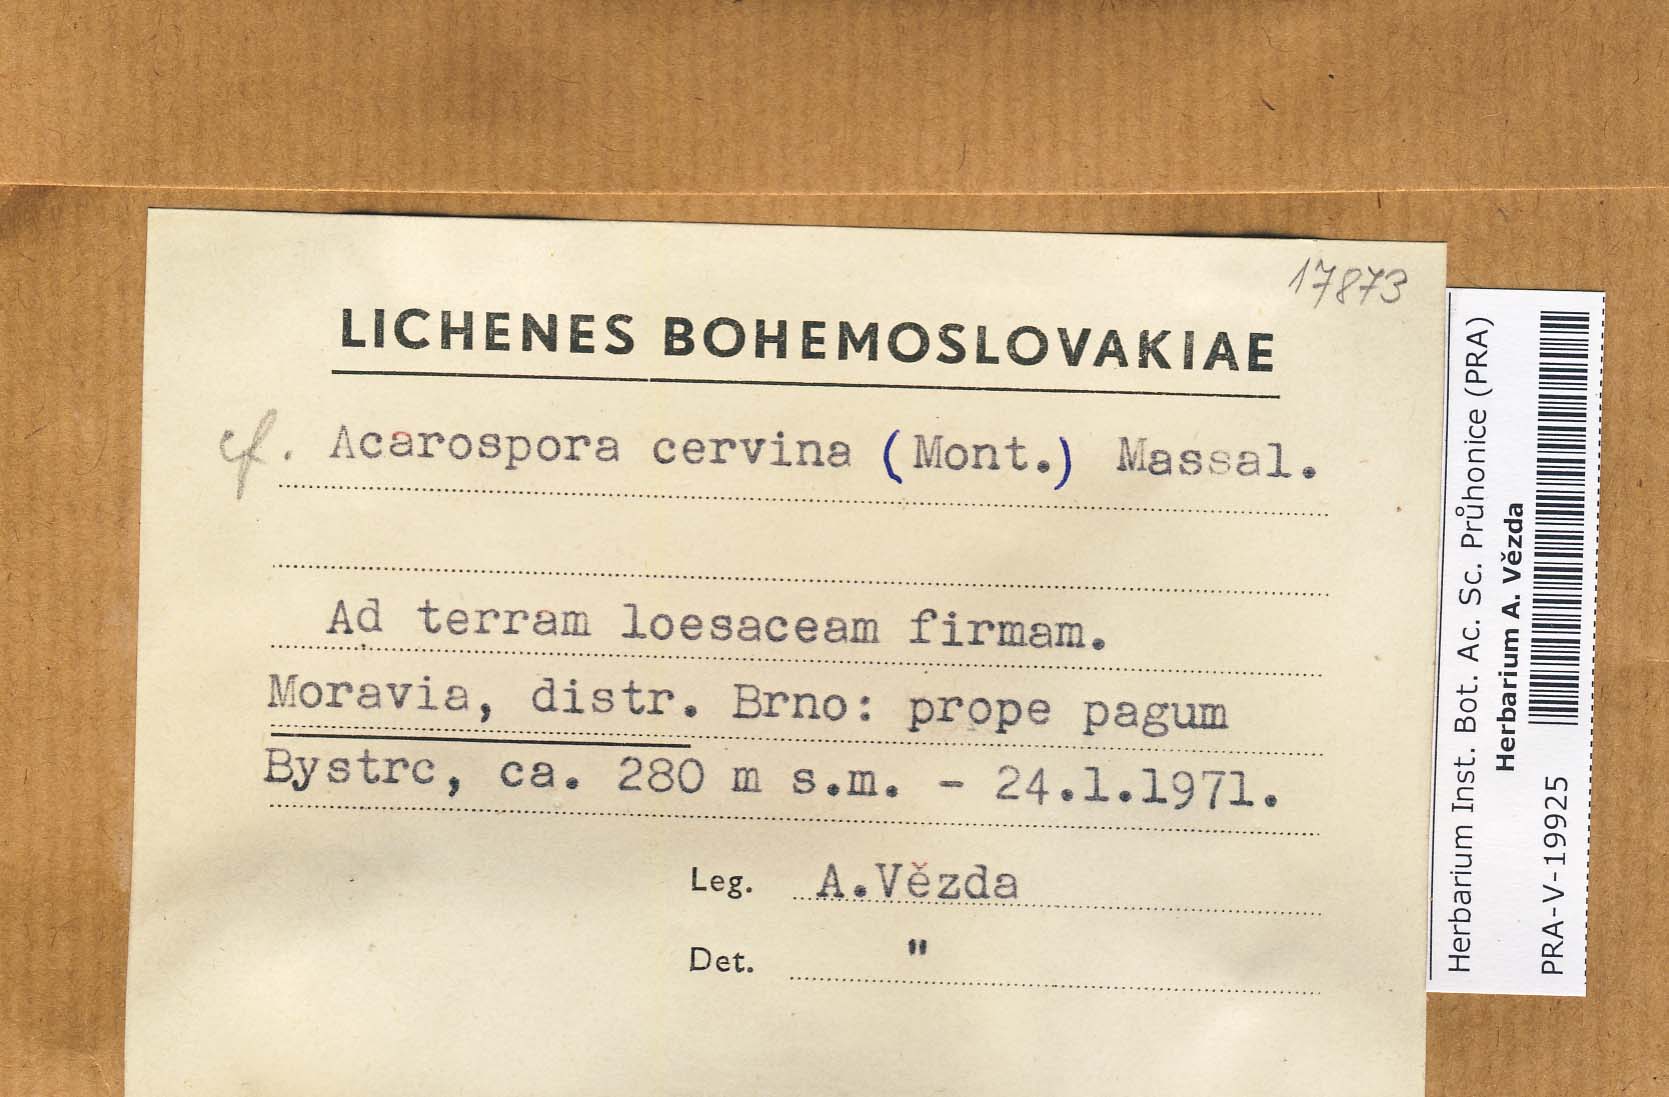 17873
LICHENES BOHEMOSLOVAKIAE
cf. Acarospora cervina (Mont.) Massal.
Ad terram loesaceam firmam.
Moravia, distr. Brno: prope pagum
Bystrc, ca. 280 m s.m. - 24.1.1971.
Leg. A.Vězda
Det. "
Herbarium Inst. Bot. Ac. Sc. Průhonice (PRA)
Herbarium A. Vězda
PRA-V-19925